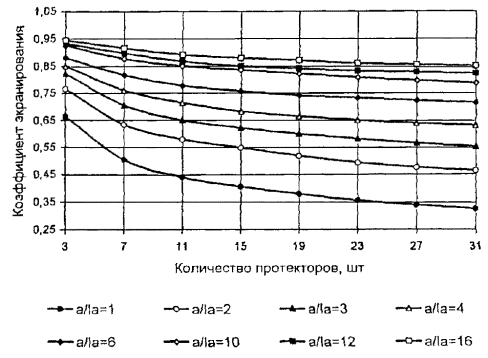 1,05
0,95
0,85
0,75
0,65
0,55
0,45
0,35
0,25
Коэффициент экранирования
3 7 11 15 19 23 27 31
Количество протекторов, шт
a/la=1 a/la=2 a/la=3 a/la=4
a/la=6 a/la=10 a/la=12 a/la=16